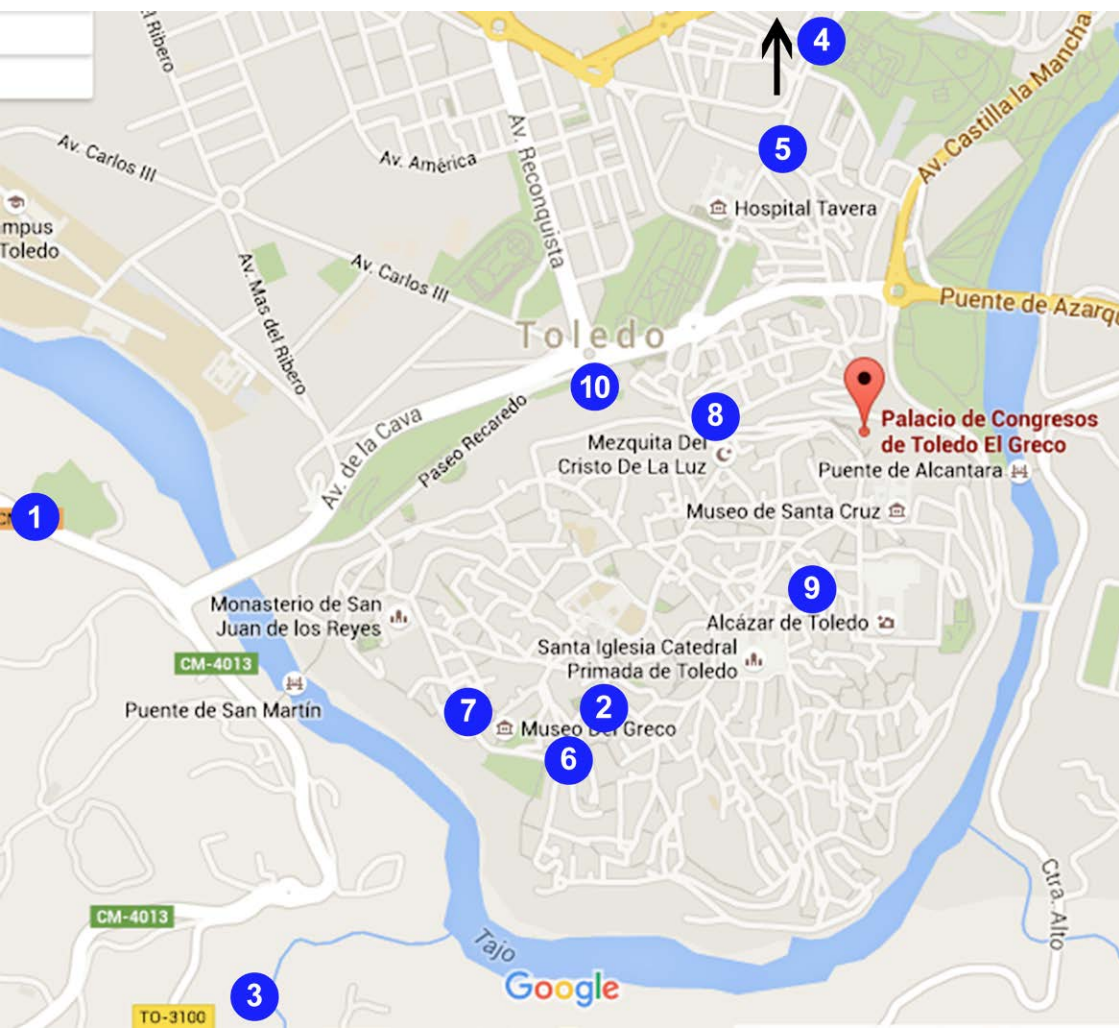 el Ribero
4
Av. Castilla la Mancha
Av. Reconquista
Av. Carlos III
Av. América
5
Hospital Tavera
mpus
Toledo
Av. Mas del Ribero
Av. Carlos III
Puente de Azarqu
Toledo
10
8
Palacio de Congresos
de Toledo El Greco
Av. de la Cava
Paseo Recaredo
Mezquita Del
Cristo De La Luz
Puente de Alcantara
1
Museo de Santa Cruz
9
Monasterio de San
Juan de los Reyes
Alcázar de Toledo
Santa Iglesia Catedral
Primada de Toledo
CM-4013
Puente de San Martín
7
2
Museo Del Greco
6
Ctra. Alto
CM-4013
Tajo
Google
3
TO-3100